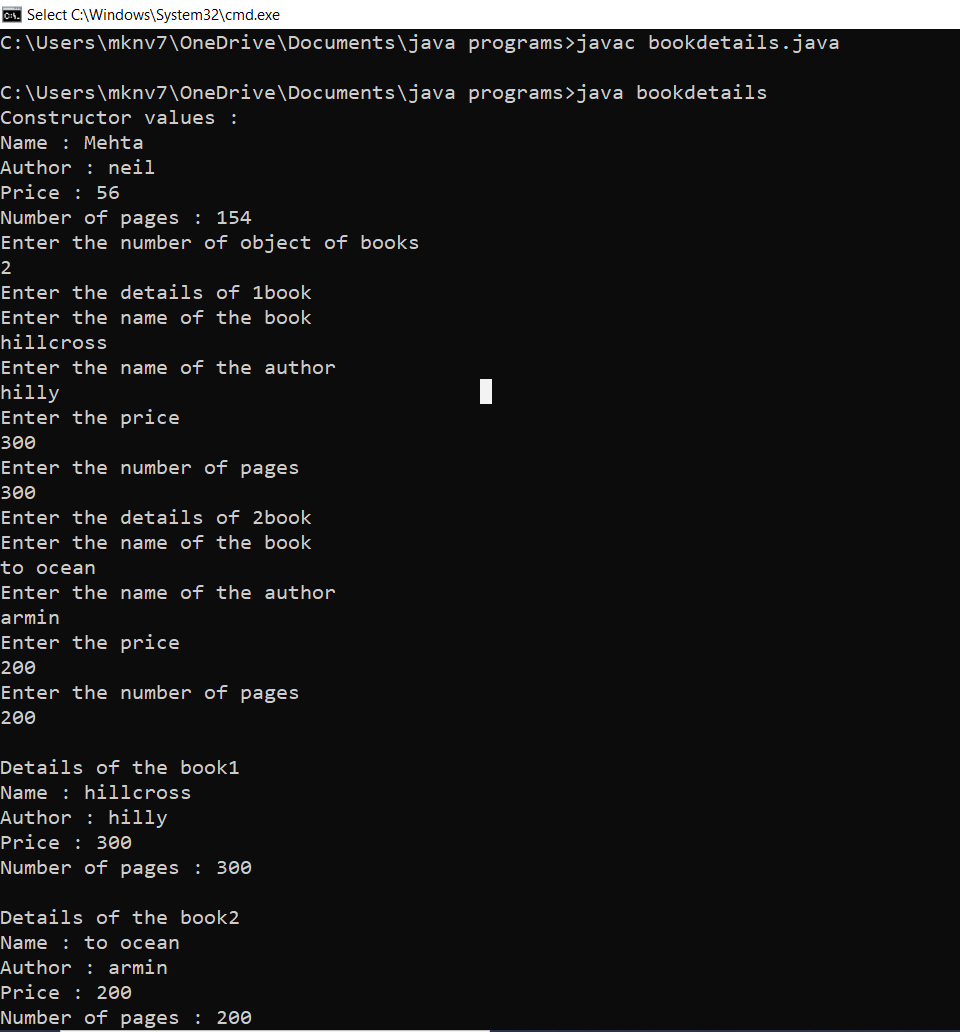 Select C:\Windows\System32\cmd.exe
C:\Users\mknv7\OneDrive\Documents\java programs>javac bookdetails.java
C:\Users\mknv7\OneDrive\Documents\java programs>java bookdetails
Constructor values :
Name : Mehta
Author : neil
Price : 56
Number of pages : 154
Enter the number of object of books
2
Enter the details of 1book
Enter the name of the book
hillcross
Enter the name of the author
hilly
Enter the price
300
Enter the number of pages
300
Enter the details of 2book
Enter the name of the book
to ocean
Enter the name of the author
armin
Enter the price
200
Enter the number of pages
200
Details of the book1
Name : hillcross
Author : hilly
Price : 300
Number of pages : 300
Details of the book2
Name : to ocean
Author : armin
Price : 200
Number of pages : 200